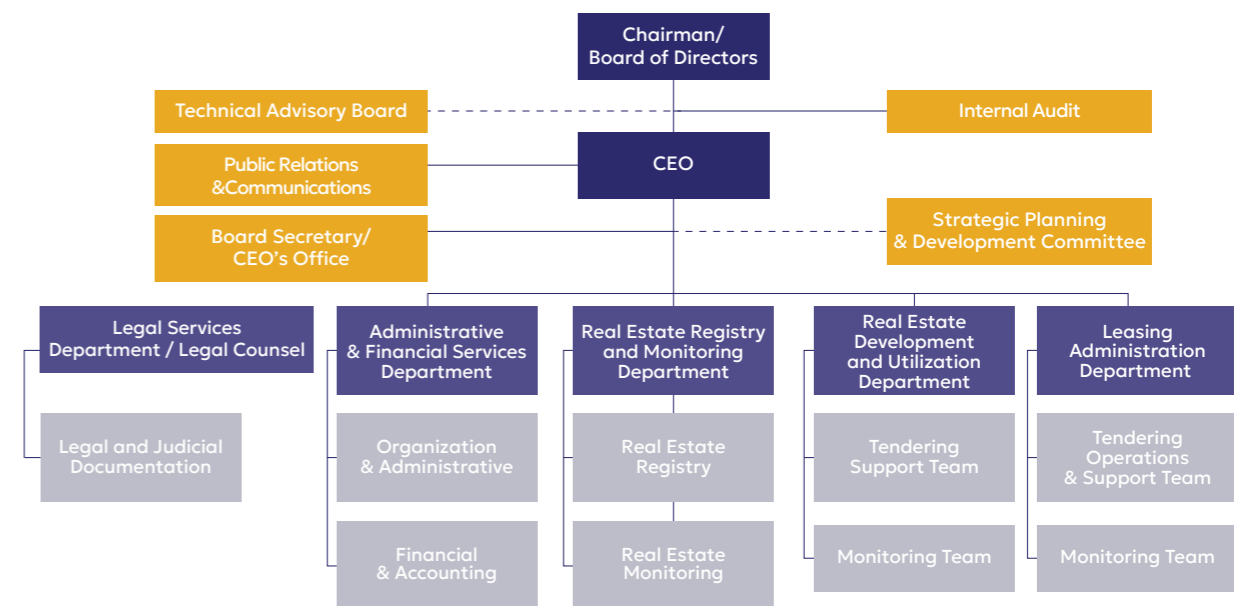 Chairman/
Board of Directors
Technical Advisory Board
Internal Audit
Public Relations
&Communications
CEO
Board Secretary/
CEO's Office
Strategic Planning
& Development Committee
Legal Services
Department / Legal Counsel
Administrative
& Financial Services
Department
Real Estate Registry
and Monitoring
Department
Real Estate
Development
and Utilization
Department
Leasing
Administration
Department
Legal and Judicial
Documentation
Organization
& Administrative
Real Estate
Registry
Tendering
Support Team
Tendering
Operations
& Support Team
Financial
& Accounting
Real Estate
Monitoring
Monitoring Team
Monitoring Team